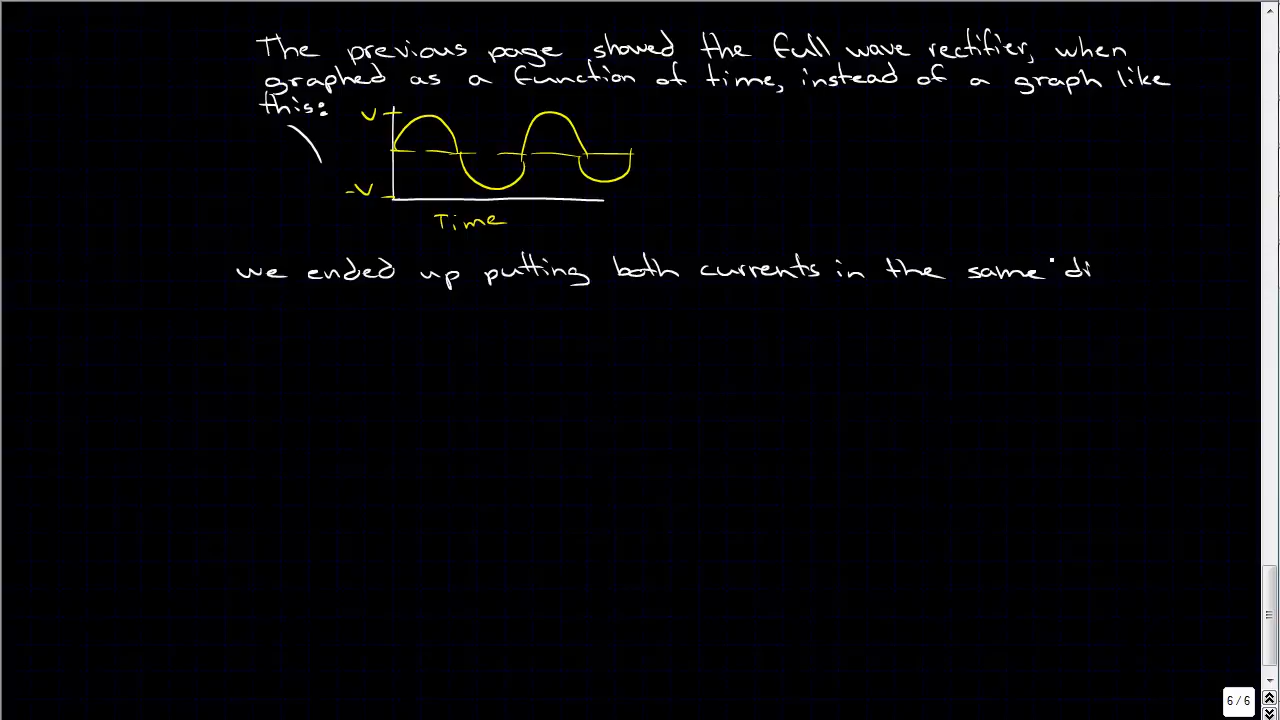 The previous page showed the full wave rectifier, when
graphed as a function of time, instead of a graph like
this:
V
-V
Time
we ended up putting both currents in the same di
6/6